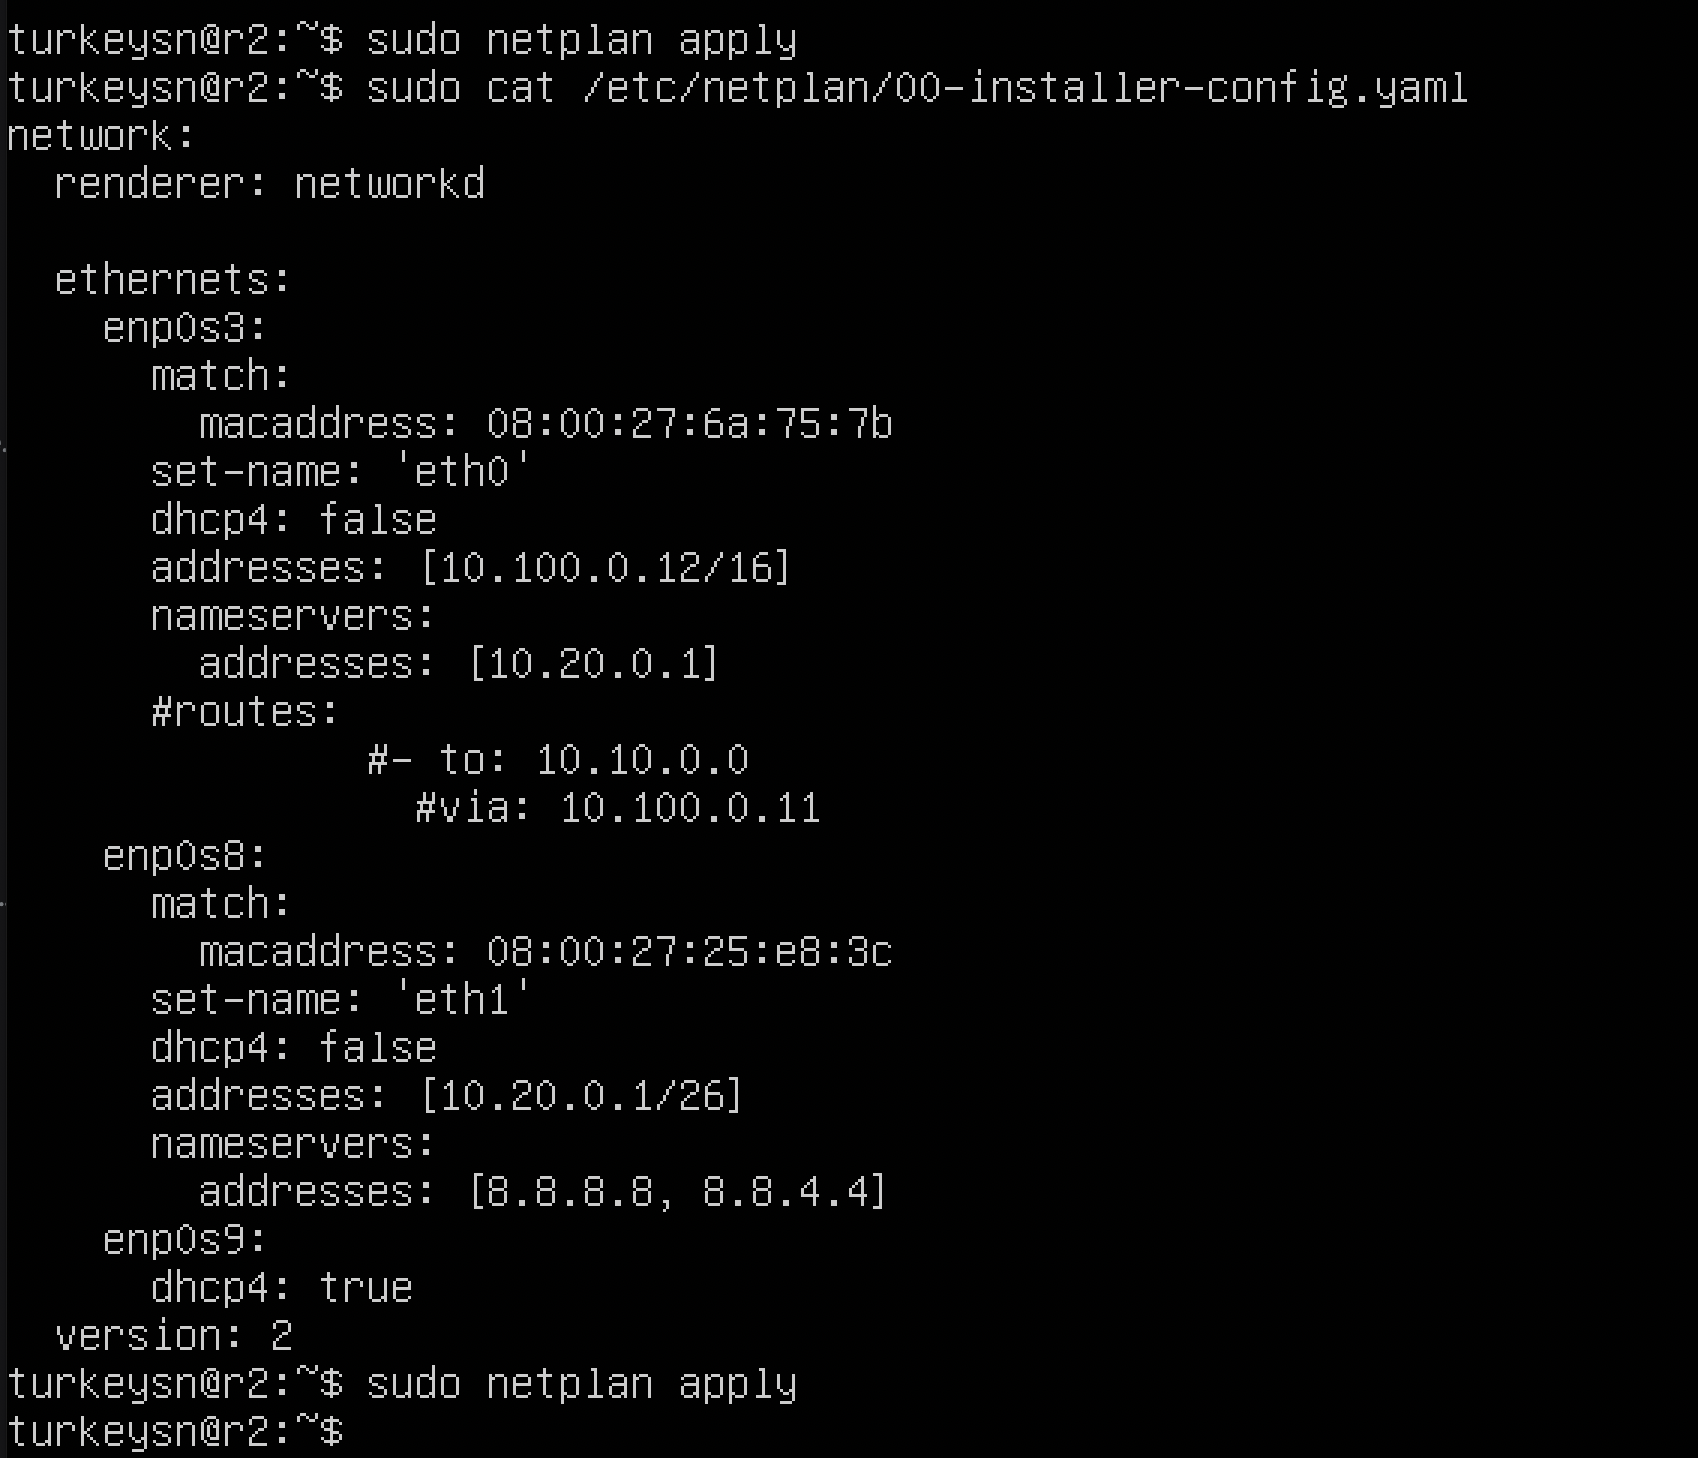 turkeysn@r2:~$ sudo netplan apply
turkeysn@r2:~$ sudo cat /etc/netplan/00-installer-config.yaml
network:
  renderer: networkd

  ethernets:
    enp0s3:
      match:
        macaddress: 08:00:27:6a:75:7b
      set-name: 'eth0'
      dhcp4: false
      addresses: [10.100.0.12/16]
      nameservers:
        addresses: [10.20.0.1]
      #routes:
               #- to: 10.10.0.0
                 #via: 10.100.0.11
    enp0s8:
      match:
        macaddress: 08:00:27:25:e8:3c
      set-name: 'eth1'
      dhcp4: false
      addresses: [10.20.0.1/26]
      nameservers:
        addresses: [8.8.8.8, 8.8.4.4]
    enp0s9:
      dhcp4: true
  version: 2
turkeysn@r2:~$ sudo netplan apply
turkeysn@r2:~$